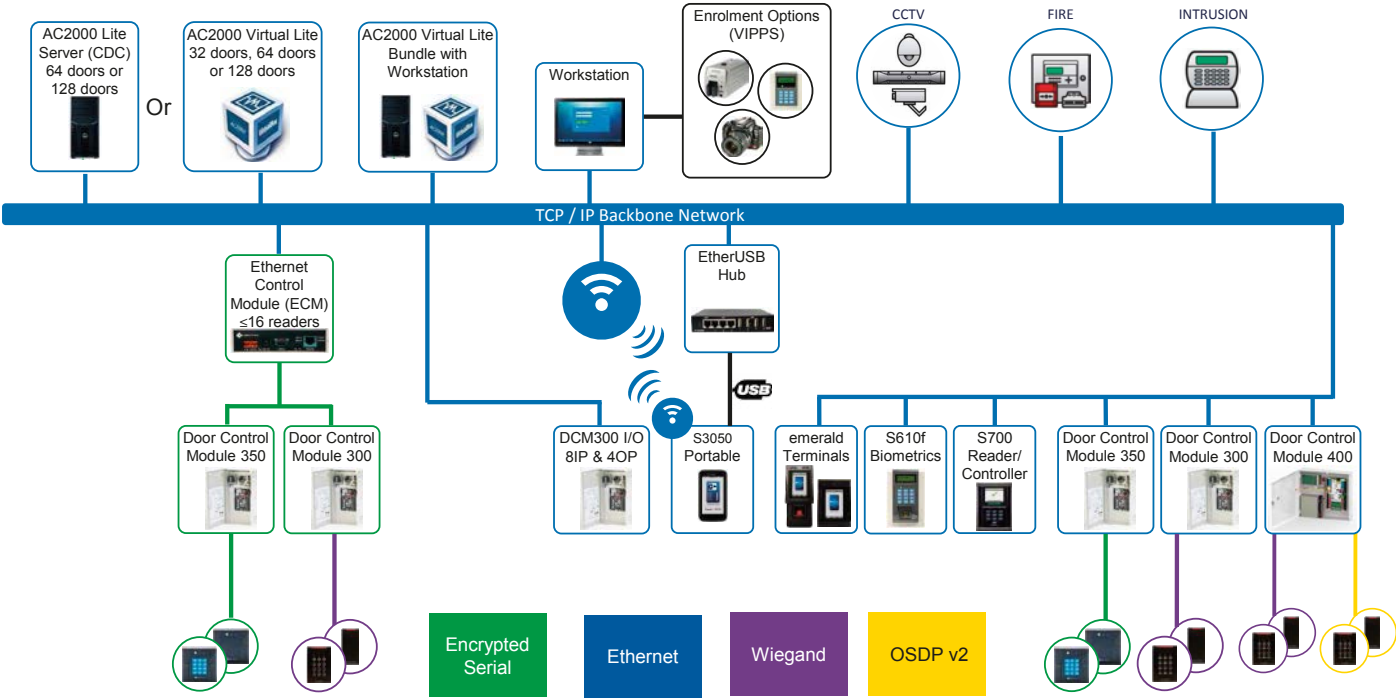 AC2000 Lite
Server (CDC)
64 doors or
128 doors
Or
AC2000 Virtual Lite
32 doors, 64 doors
or 128 doors
AC2000 Virtual Lite
Bundle with
Workstation
Workstation
Enrolment Options
(VIPPS)
CCTV
FIRE
INTRUSION
TCP / IP Backbone Network
Ethernet
Control
Module (ECM)
≤16 readers
EtherUSB
Hub
USB
Door Control
Module 350
Door Control
Module 300
DCM300 I/O
8IP & 4OP
S3050
Portable
emerald
Terminals
S610f
Biometrics
S700
Reader/
Controller
Door Control
Module 350
Door Control
Module 300
Door Control
Module 400
Encrypted
Serial
Ethernet
Wiegand
OSDP v2